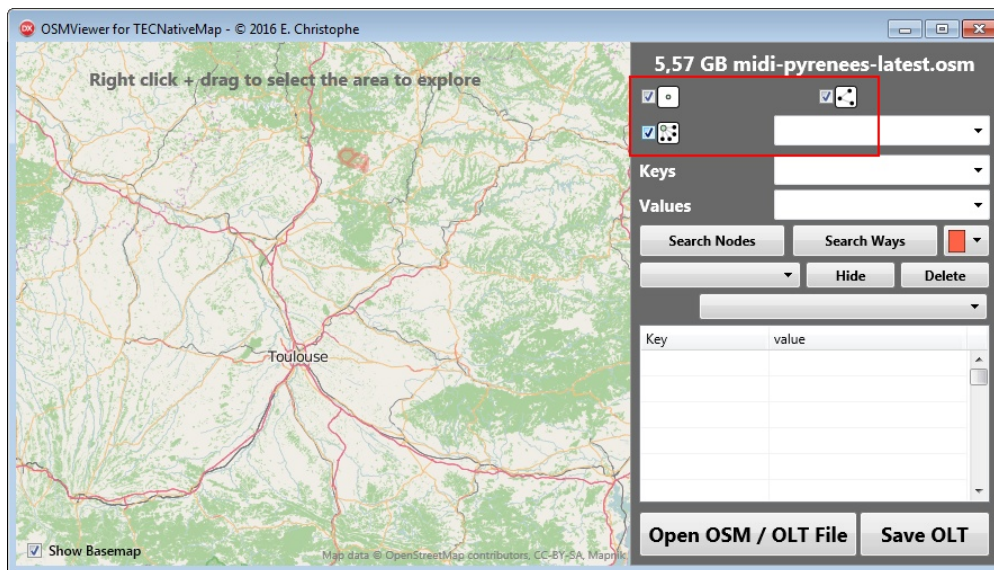 OSMViewer for TECNativeMap - © 2016 E. Christophe
Right click + drag to select the area to explore
Toulouse
Show Basemap
Map data © OpenStreetMap contributors, CC-BY-SA, Mapnik
5,57 GB midi-pyrenees-latest.osm
Keys
Values
Search Nodes Search Ways
Hide Delete
Key value
Open OSM / OLT File Save OLT